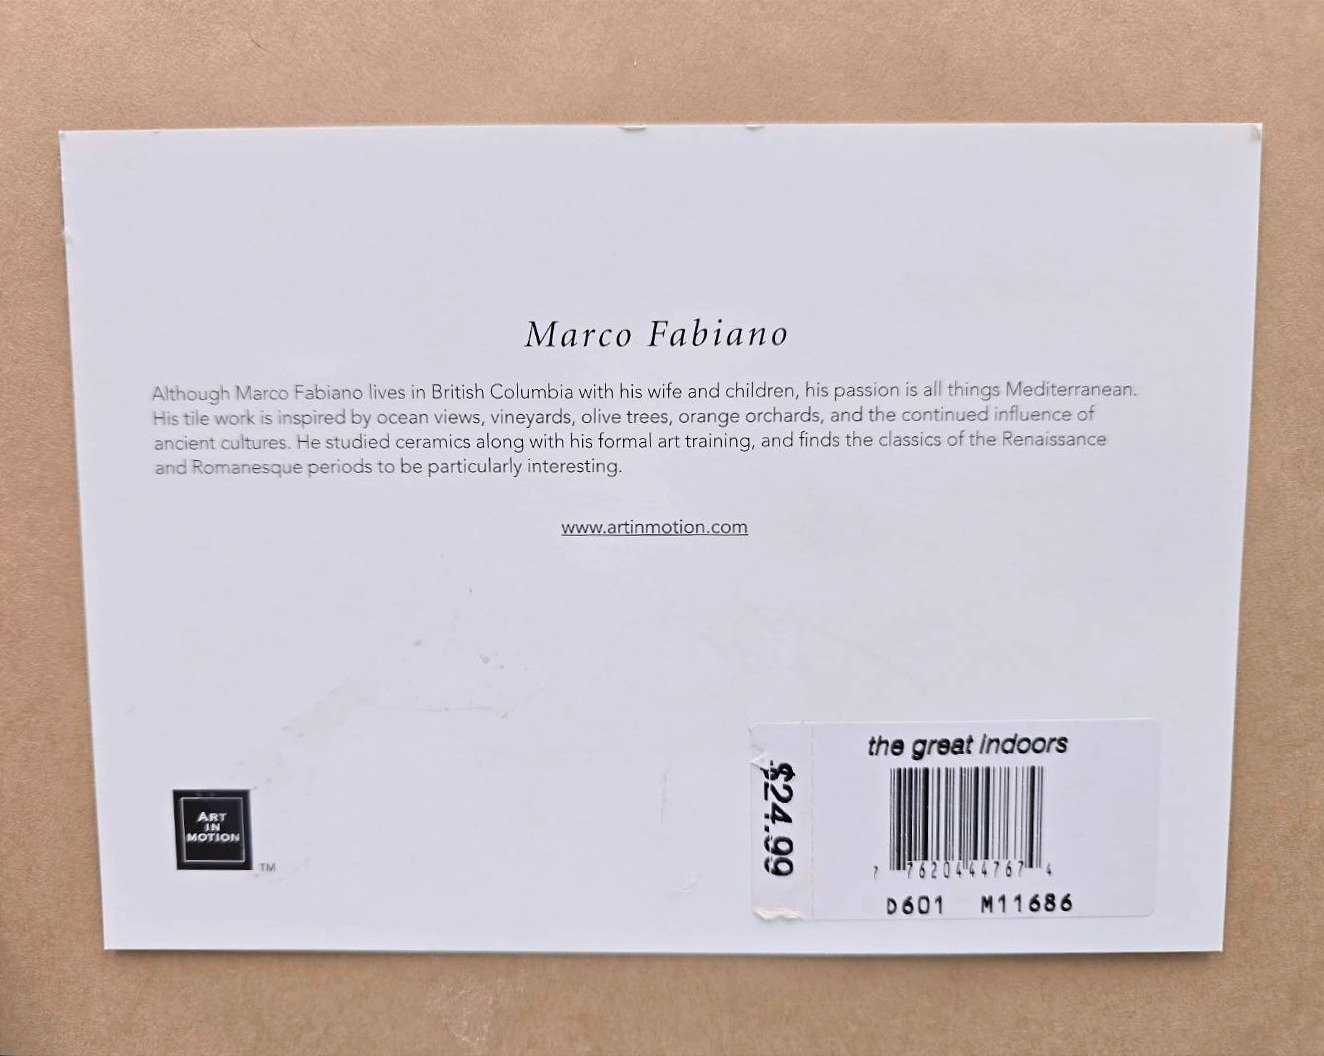 Marco Fabiano
Although Marco Fabiano lives in British Columbia with his wife and children, his passion is all things Mediterranean.
His tile work is inspired by ocean views, vineyards, olive trees, orange orchards, and the continued influence of
ancient cultures. He studied ceramics along with his formal art training, and finds the classics of the Renaissance
and Romanesque periods to be particularly interesting.
www.artinmotion.com
ART
IN
MOTION
TM
$24.99
the great indoors
7 76204 44767 4
D601 M11686